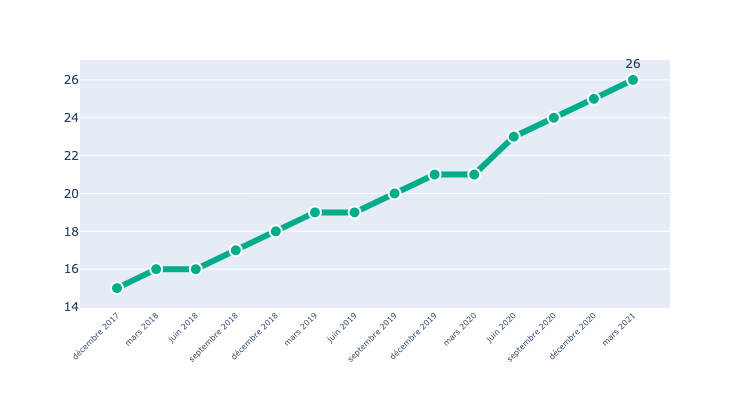 26
26
24
22
20
18
16
14
décembre 2017
mars 2018
juin 2018
septembre 2018
décembre 2018
mars 2019
juin 2019
septembre 2019
décembre 2019
mars 2020
juin 2020
septembre 2020
décembre 2020
mars 2021